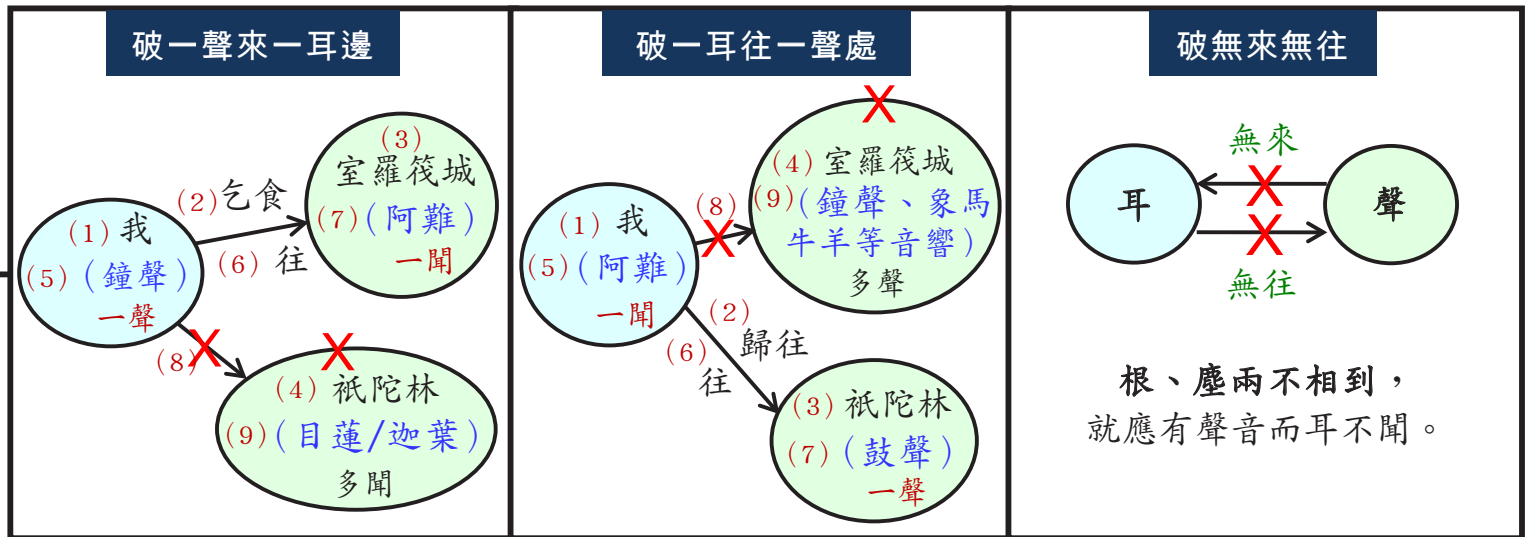 破一聲來一耳邊
(1) 我
(5) (鐘聲)
一聲
(2) 乞食
(6) 往
(3)
室羅筏城
(7) (阿難)
一聞
(8)
X
X
(4) 祇陀林
(9) (目蓮/迦葉)
多聞
破一耳往一聲處
(1) 我
(5) (阿難)
一聞
(8)
X
X
(4) 室羅筏城
(9) (鐘聲、象馬
牛羊等音響)
多聲
(2)
歸往
(6)
往
(3) 祇陀林
(7) (鼓聲)
一聲
破無來無往
無來
耳
X
X
聲
無往
根、塵兩不相到，
就應有聲音而耳不聞。